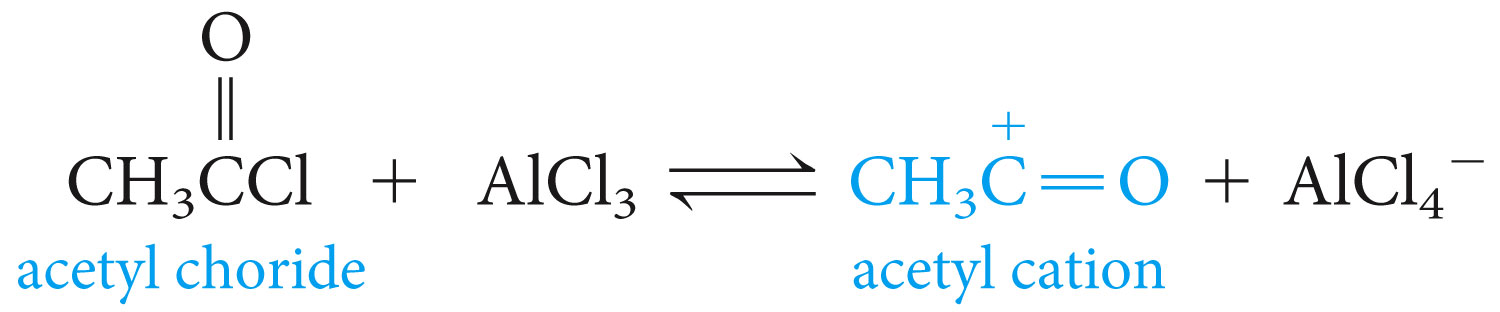 O
CH₃CCl + AlCl₃ ⇌ CH₃C⁺=O + AlCl₄⁻
acetyl choride acetyl cation